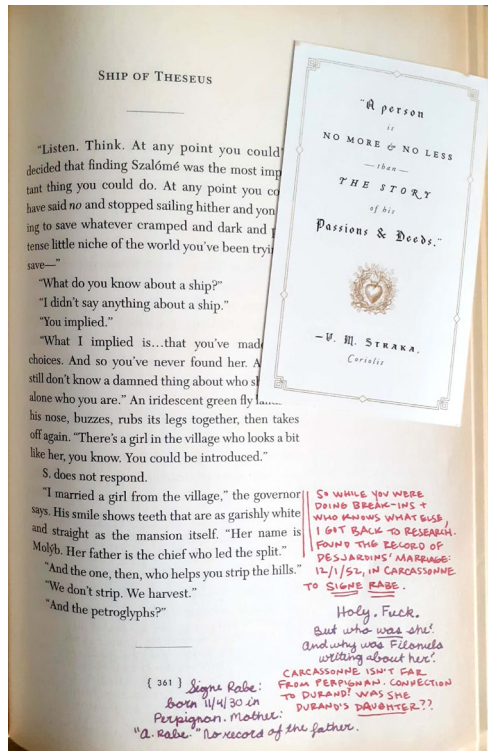 SHIP OF THESEUS
"Listen. Think. At any point you could
decided that finding Szalómé was the most imp
tant thing you could do. At any point you co
have said no and stopped sailing hither and yon
ing to save whatever cramped and dark and
tense little niche of the world you've been tryi
save—"
"What do you know about a ship?"
"I didn't say anything about a ship."
"You implied."
"What I implied is…that you've mad
choices. And so you've never found her. A
still don't know a damned thing about who s
alone who you are." An iridescent green fly
his nose, buzzes, rubs its legs together, then takes
off again. "There's a girl in the village who looks a bit
like her, you know. You could be introduced."
S. does not respond.
"I married a girl from the village," the governor
says. His smile shows teeth that are as garishly white
and straight as the mansion itself. "Her name is
Molýb. Her father is the chief who led the split."
"And the one, then, who helps you strip the hills."
"We don't strip. We harvest."
"And the petroglyphs?"
{ 361 }
"A person
is
NO MORE & NO LESS
—than—
THE STORY
of his
Passions & Deeds."
—V. M. STRAKA,
Coriolis
SO WHILE YOU WERE
DOING BREAK-INS +
WHO KNOWS WHAT ELSE,
I GOT BACK TO RESEARCH.
FOUND THE RECORD OF
DESJARDINS' MARRIAGE:
12/1/52, IN CARCASSONNE
TO SIGNE RABE.
Holy. Fuck.
But who was she?
And why was Filomela
writing about her?
CARCASSONNE ISN'T FAR
FROM PERPIGNAN. CONNECTION
TO DURAND? WAS SHE
DURAND'S DAUGHTER??
Signe Rabe:
born 11/4/30 in
Perpignan. Mother:
"A. Rabe." No record of the father.